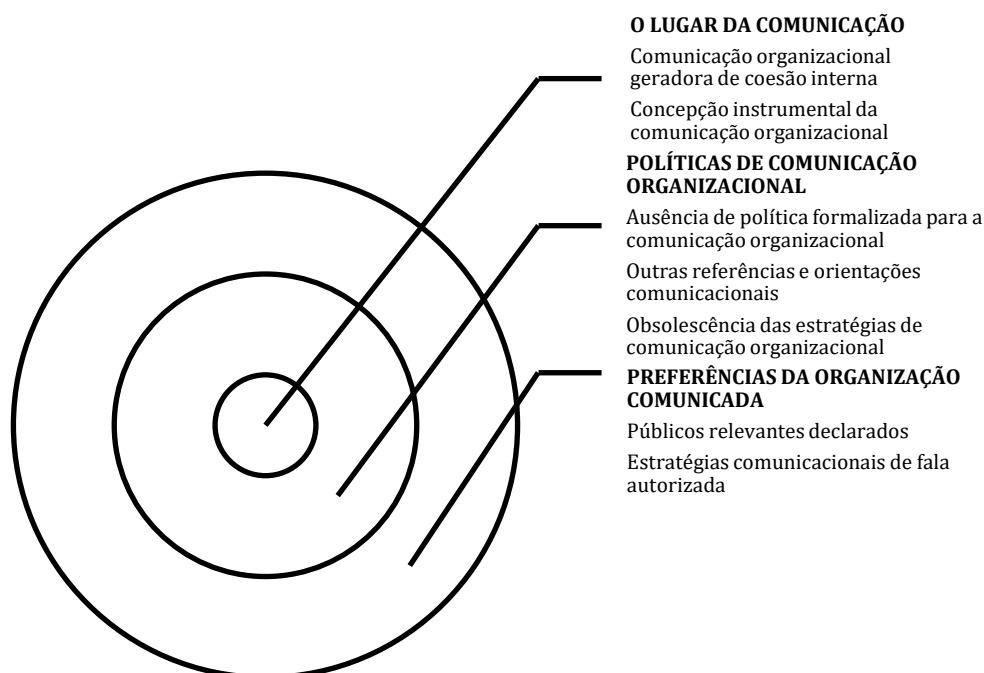 O LUGAR DA COMUNICAÇÃO
Comunicação organizacional
geradora de coesão interna
Concepção instrumental da
comunicação organizacional
POLÍTICAS DE COMUNICAÇÃO
ORGANIZACIONAL
Ausência de política formalizada para a
comunicação organizacional
Outras referências e orientações
comunicacionais
Obsolescência das estratégias de
comunicação organizacional
PREFERÊNCIAS DA ORGANIZAÇÃO
COMUNICADA
Públicos relevantes declarados
Estratégias comunicacionais de fala
autorizada